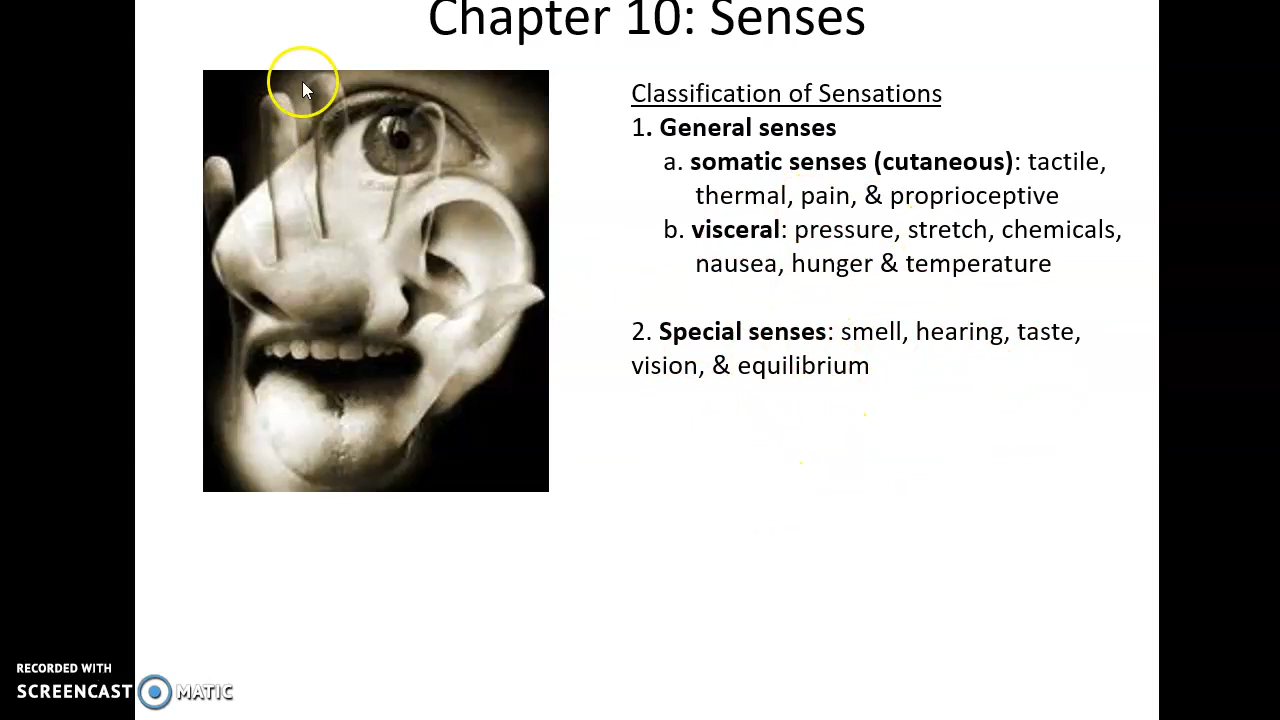 Chapter 10: Senses
Classification of Sensations
1. General senses
a. somatic senses (cutaneous): tactile,
thermal, pain, & proprioceptive
b. visceral: pressure, stretch, chemicals,
nausea, hunger & temperature
2. Special senses: smell, hearing, taste,
vision, & equilibrium
RECORDED WITH
SCREENCAST MATIC